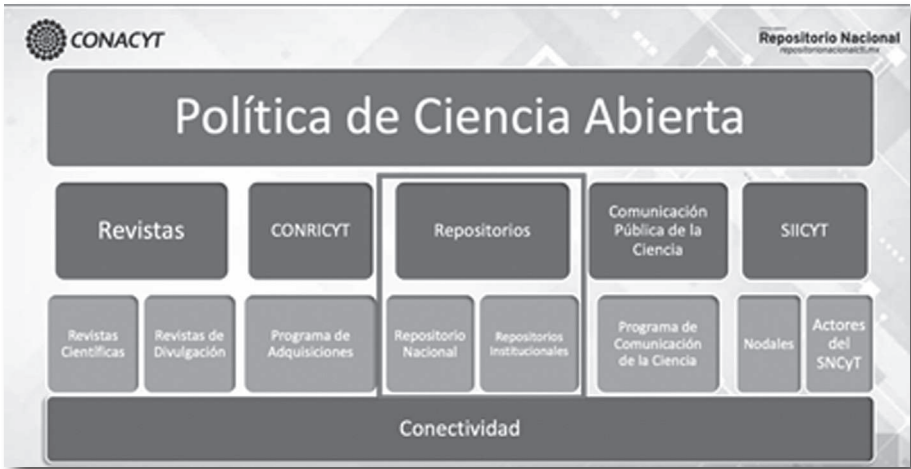 CONACYT
Repositorio Nacional
repositorionacionalcti.mx
Política de Ciencia Abierta
Revistas
CONRICYT
Repositorios
Comunicación
Pública de la
Ciencia
SIICYT
Revistas
Científicas
Revistas de
Divulgación
Programa de
Adquisiciones
Repositorio
Nacional
Repositorios
Institucionales
Programa de
Comunicación
de la Ciencia
Nodales
Actores
del
SNCyT
Conectividad